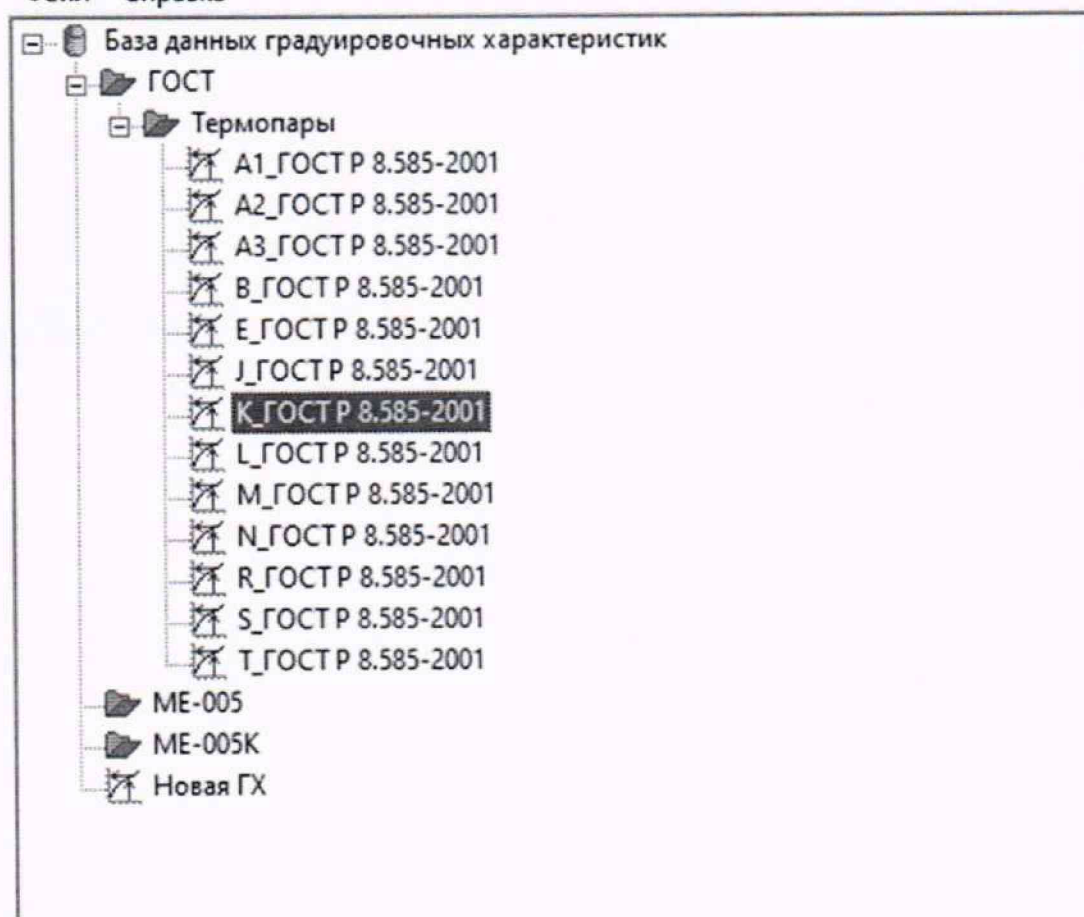 База данных градуировочных характеристик
ГОСТ
Термопары
A1_ГОСТ Р 8.585-2001
A2_ГОСТ Р 8.585-2001
A3_ГОСТ Р 8.585-2001
B_ГОСТ Р 8.585-2001
E_ГОСТ Р 8.585-2001
J_ГОСТ Р 8.585-2001
K_ГОСТ Р 8.585-2001
L_ГОСТ Р 8.585-2001
M_ГОСТ Р 8.585-2001
N_ГОСТ Р 8.585-2001
R_ГОСТ Р 8.585-2001
S_ГОСТ Р 8.585-2001
T_ГОСТ Р 8.585-2001
МЕ-005
МЕ-005К
Новая ГХ